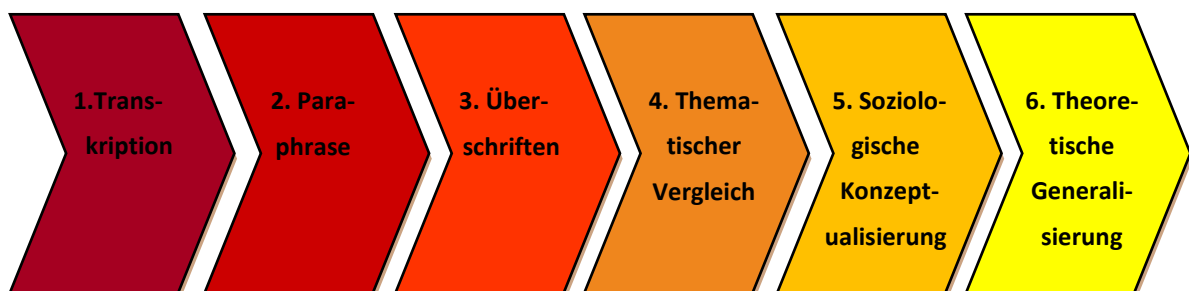 1.Trans-
kription
2. Para-
phrase
3. Über-
schriften
4. Thema-
tischer
Vergleich
5. Soziolo-
gische
Konzept-
ualisierung
6. Theore-
tische
Generali-
sierung